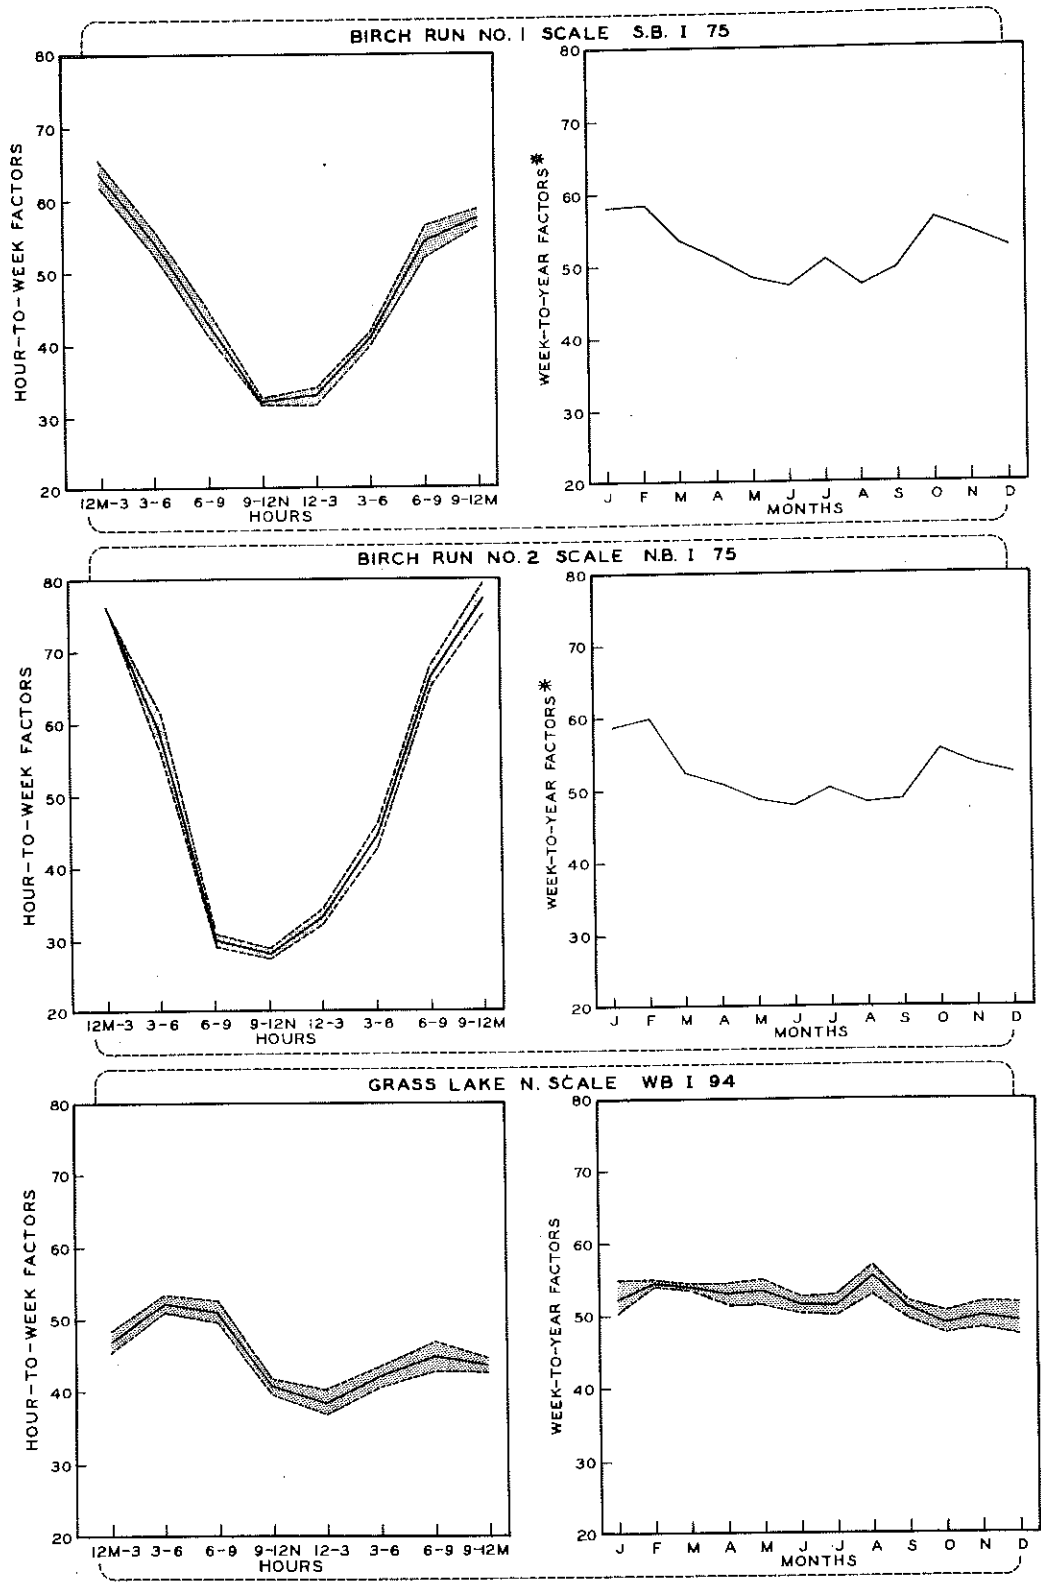 BIRCH RUN NO. 1 SCALE S.B. I 75
HOUR-TO-WEEK FACTORS
80
70
60
50
40
30
20
12M-3 3-6 6-9 9-12N 12-3 3-6 6-9 9-12M
HOURS
WEEK-TO-YEAR FACTORS*
80
70
60
50
40
30
20
J F M A M J J A S O N D
MONTHS
BIRCH RUN NO. 2 SCALE N.B. I 75
HOUR-TO-WEEK FACTORS
80
70
60
50
40
30
20
12M-3 3-6 6-9 9-12N 12-3 3-6 6-9 9-12M
HOURS
WEEK-TO-YEAR FACTORS*
80
70
60
50
40
30
20
J F M A M J J A S O N D
MONTHS
GRASS LAKE N. SCALE WB I 94
HOUR-TO-WEEK FACTORS
80
70
60
50
40
30
20
12M-3 3-6 6-9 9-12N 12-3 3-6 6-9 9-12M
HOURS
WEEK-TO-YEAR FACTORS
80
70
60
50
40
30
20
J F M A M J J A S O N D
MONTHS